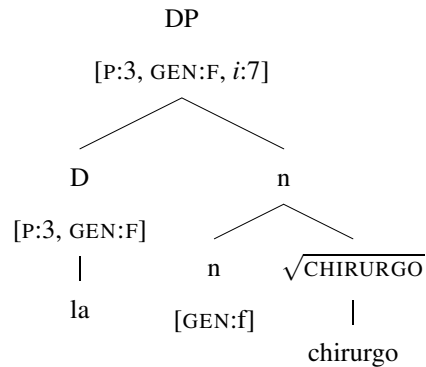 DP
[P:3, GEN:F, i:7]
D n
[P:3, GEN:F] n √CHIRURGO
la [GEN:f] chirurgo